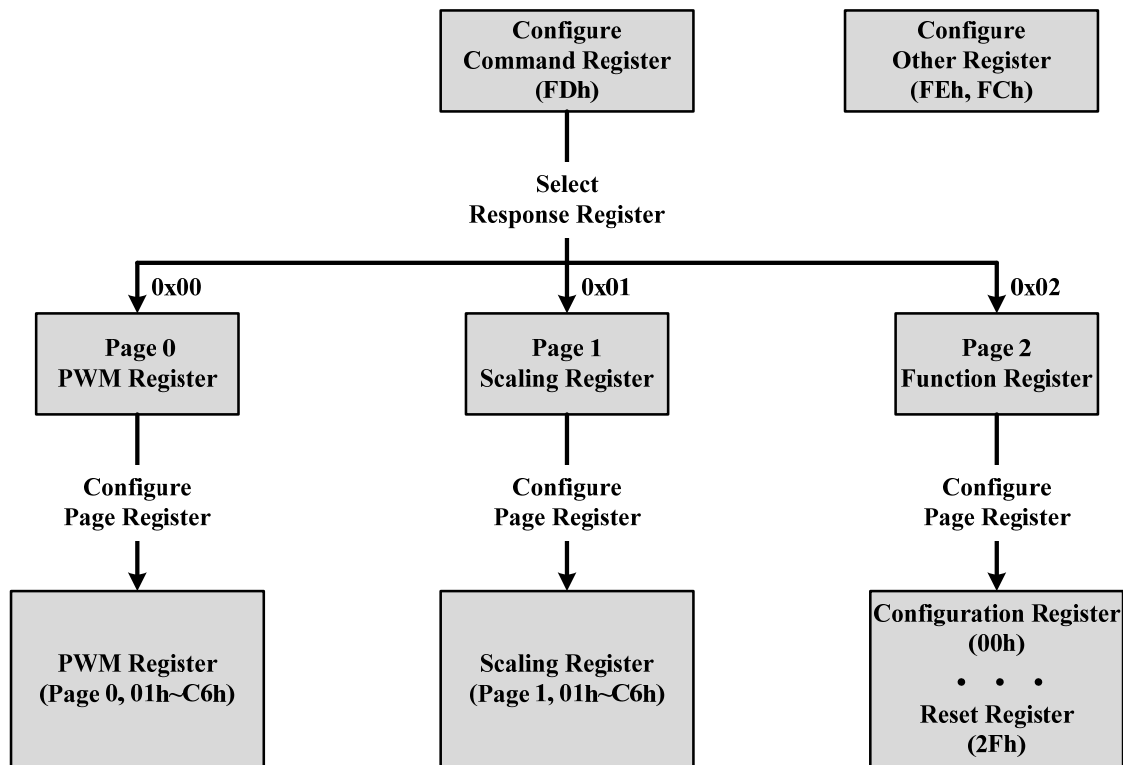 Configure
Command Register
(FDh)
Configure
Other Register
(FEh, FCh)
Select
Response Register
0x00
0x01
0x02
Page 0
PWM Register
Page 1
Scaling Register
Page 2
Function Register
Configure
Page Register
Configure
Page Register
Configure
Page Register
PWM Register
(Page 0, 01h~C6h)
Scaling Register
(Page 1, 01h~C6h)
Configuration Register
(00h)
• • •
Reset Register
(2Fh)